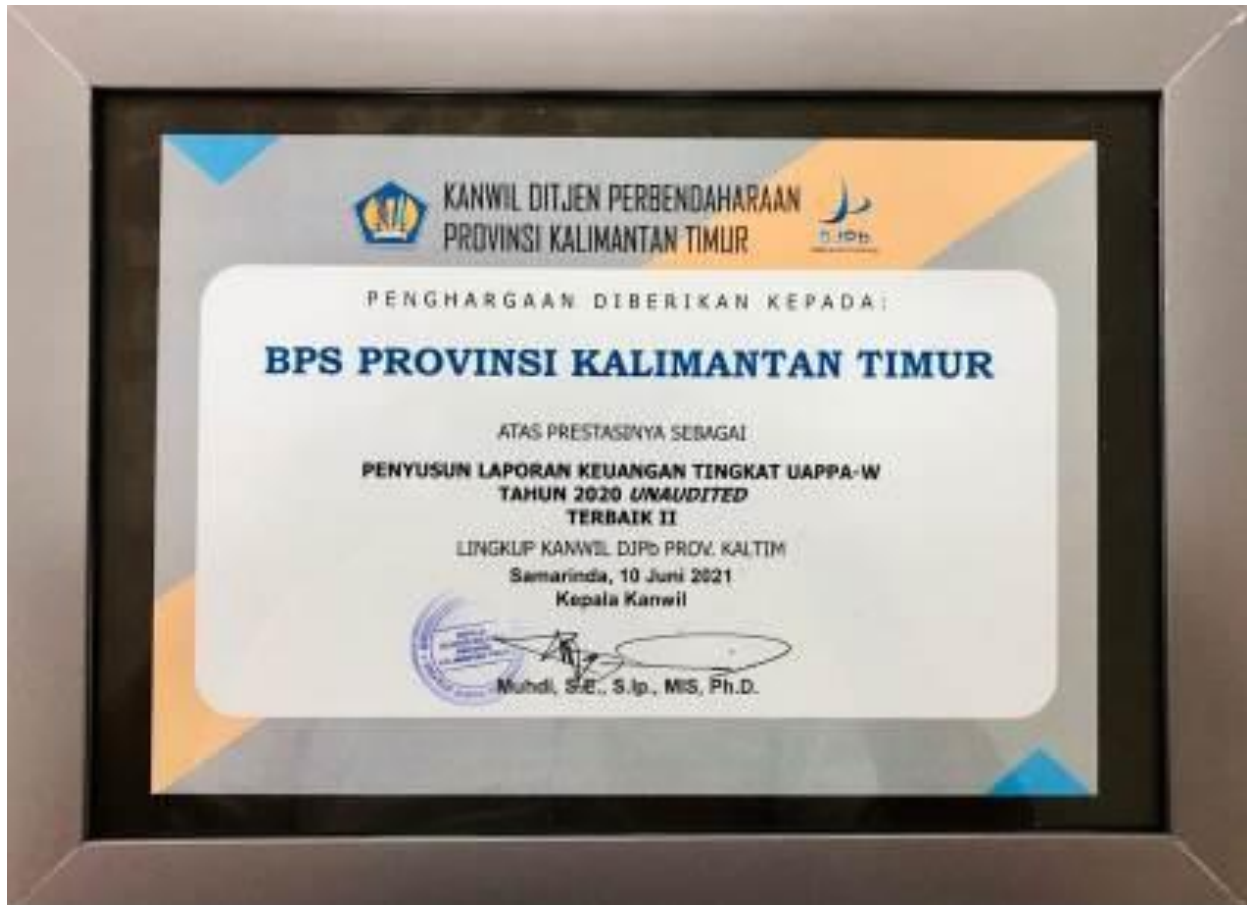 KANWIL DITJEN PERBENDAHARAAN
PROVINSI KALIMANTAN TIMUR
DJPb
PENGHARGAAN DIBERIKAN KEPADA:
BPS PROVINSI KALIMANTAN TIMUR
ATAS PRESTASINYA SEBAGAI
PENYUSUN LAPORAN KEUANGAN TINGKAT UAPPA-W
TAHUN 2020 UNAUDITED
TERBAIK II
LINGKUP KANWIL DJPb PROV. KALTIM
Samarinda, 10 Juni 2021
Kepala Kanwil
Muhdi, S.E., S.Ip., MIS, Ph.D.